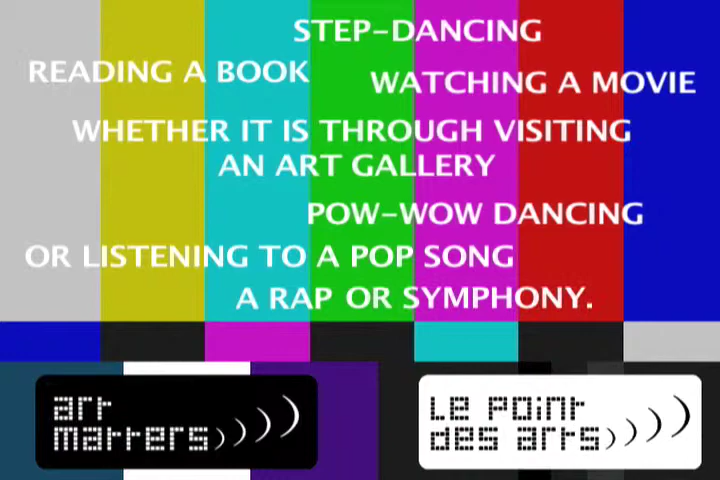 STEP-DANCING
READING A BOOK
WATCHING A MOVIE
WHETHER IT IS THROUGH VISITING
AN ART GALLERY
POW-WOW DANCING
OR LISTENING TO A POP SONG
A RAP OR SYMPHONY.
art
matters
Le Point
des arts